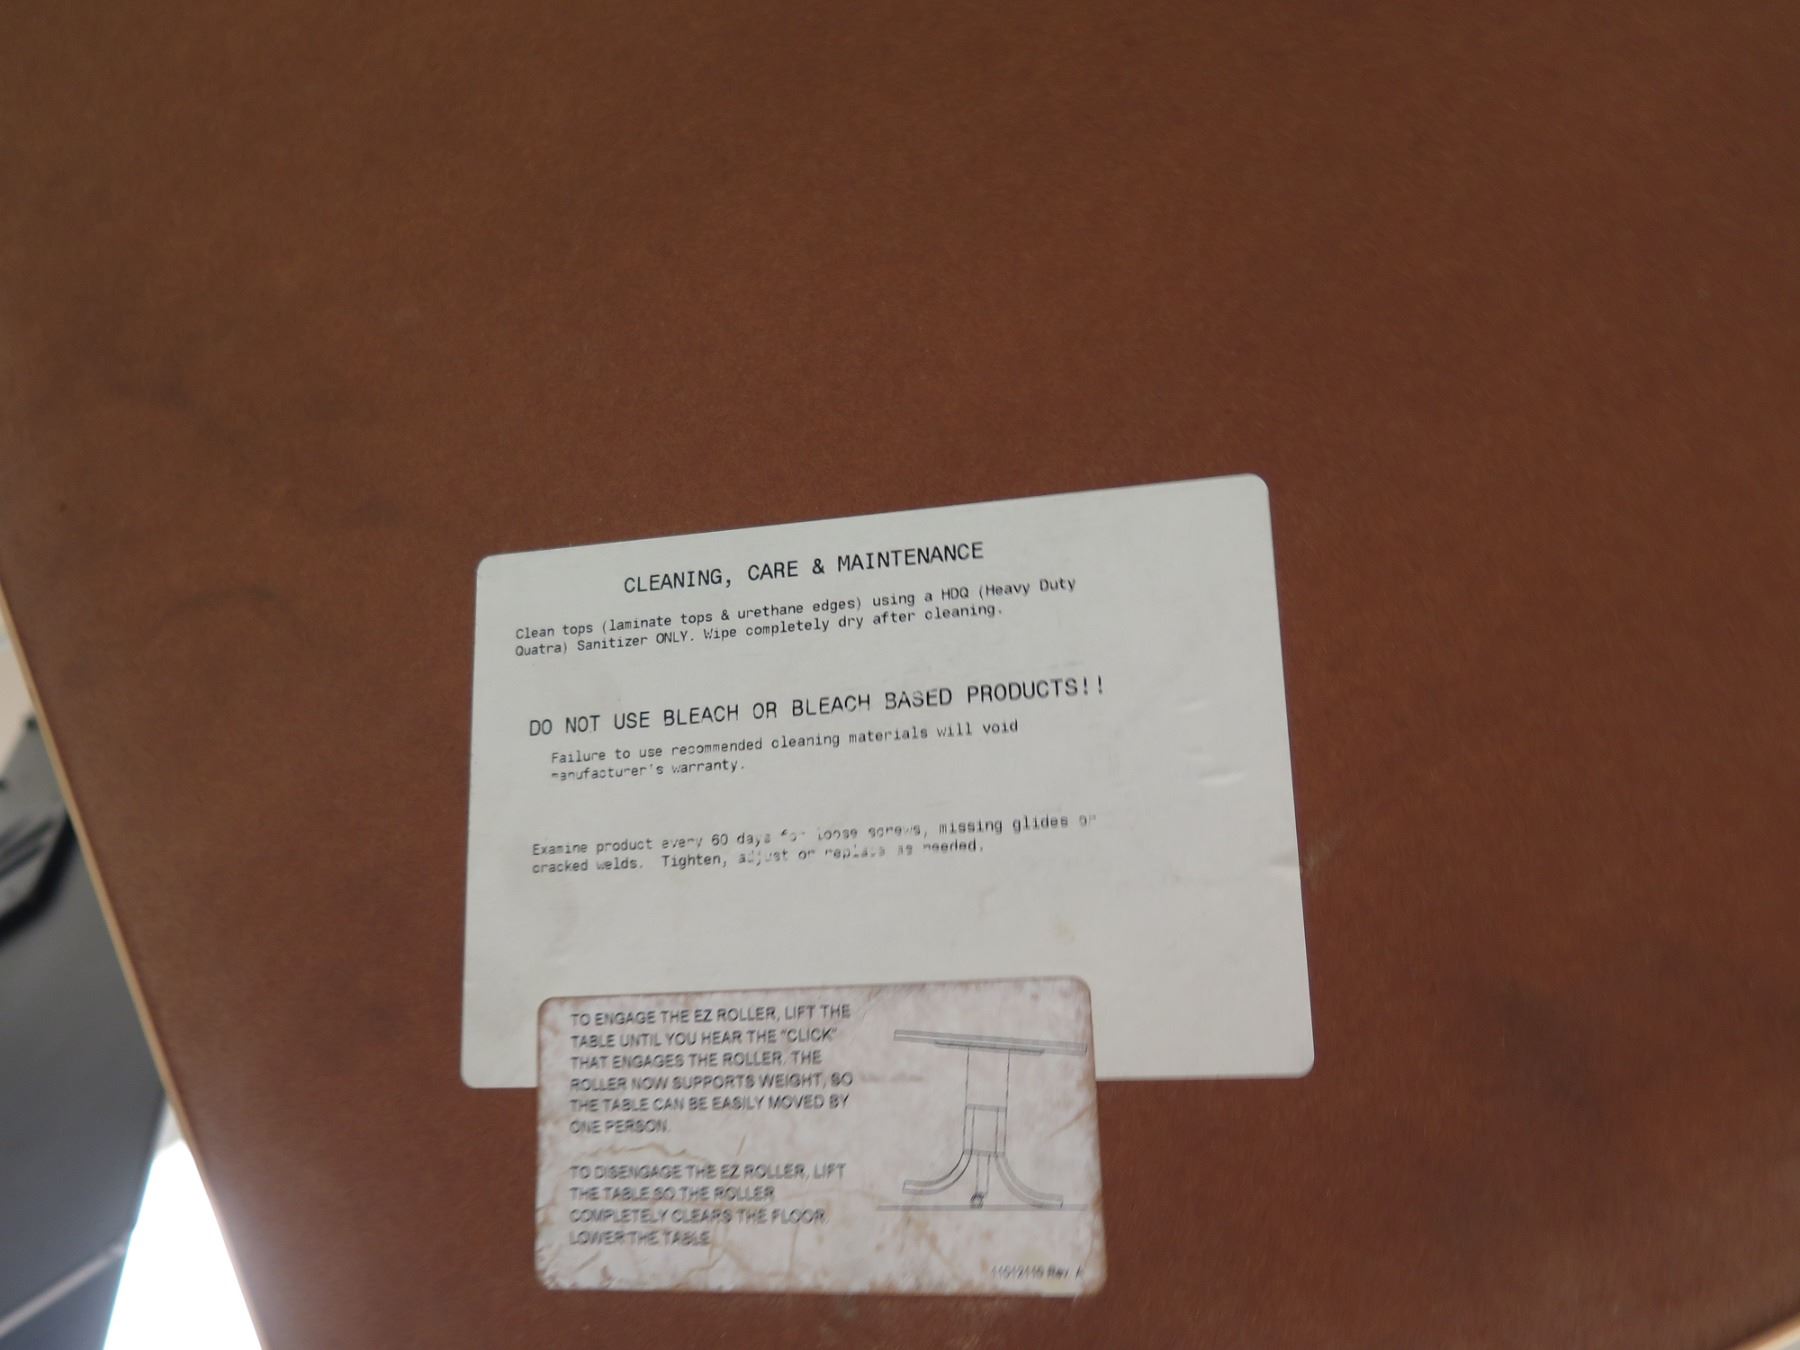 CLEANING, CARE & MAINTENANCE
Clean tops (laminate tops & urethane edges) using a HDQ (Heavy Duty
Quatra) Sanitizer ONLY. Wipe completely dry after cleaning.
DO NOT USE BLEACH OR BLEACH BASED PRODUCTS!!
Failure to use recommended cleaning materials will void
manufacturer's warranty.
Examine product every 60 days for loose screws, missing glides or
cracked welds. Tighten, adjust or replace as needed.
TO ENGAGE THE EZ ROLLER, LIFT THE
TABLE UNTIL YOU HEAR THE "CLICK"
THAT ENGAGES THE ROLLER. THE
ROLLER NOW SUPPORTS WEIGHT, SO
THE TABLE CAN BE EASILY MOVED BY
ONE PERSON.
TO DISENGAGE THE EZ ROLLER, LIFT
THE TABLE SO THE ROLLER
COMPLETELY CLEARS THE FLOOR.
LOWER THE TABLE
Rev. A